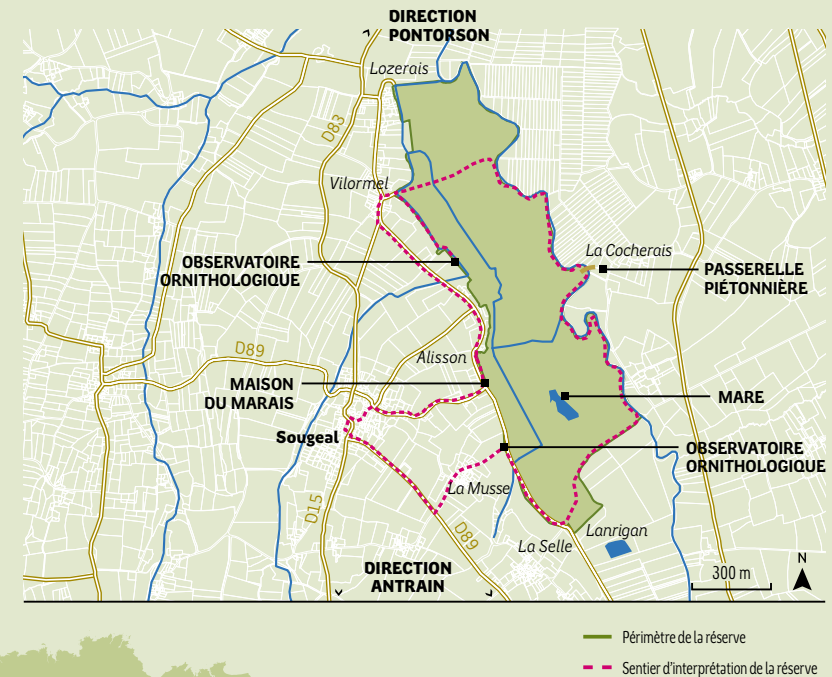 DIRECTION
PONTORSON
Lozerais
D83
Vilormel
La Cocherais
OBSERVATOIRE
ORNITHOLOGIQUE
PASSERELLE
PIÉTONNIÈRE
D89
Alisson
MAISON
DU MARAIS
MARE
Sougeal
OBSERVATOIRE
ORNITHOLOGIQUE
La Musse
D15
D89
La Selle
Lanrigan
DIRECTION
ANTRAIN
300 m
N
Périmètre de la réserve
Sentier d'interprétation de la réserve